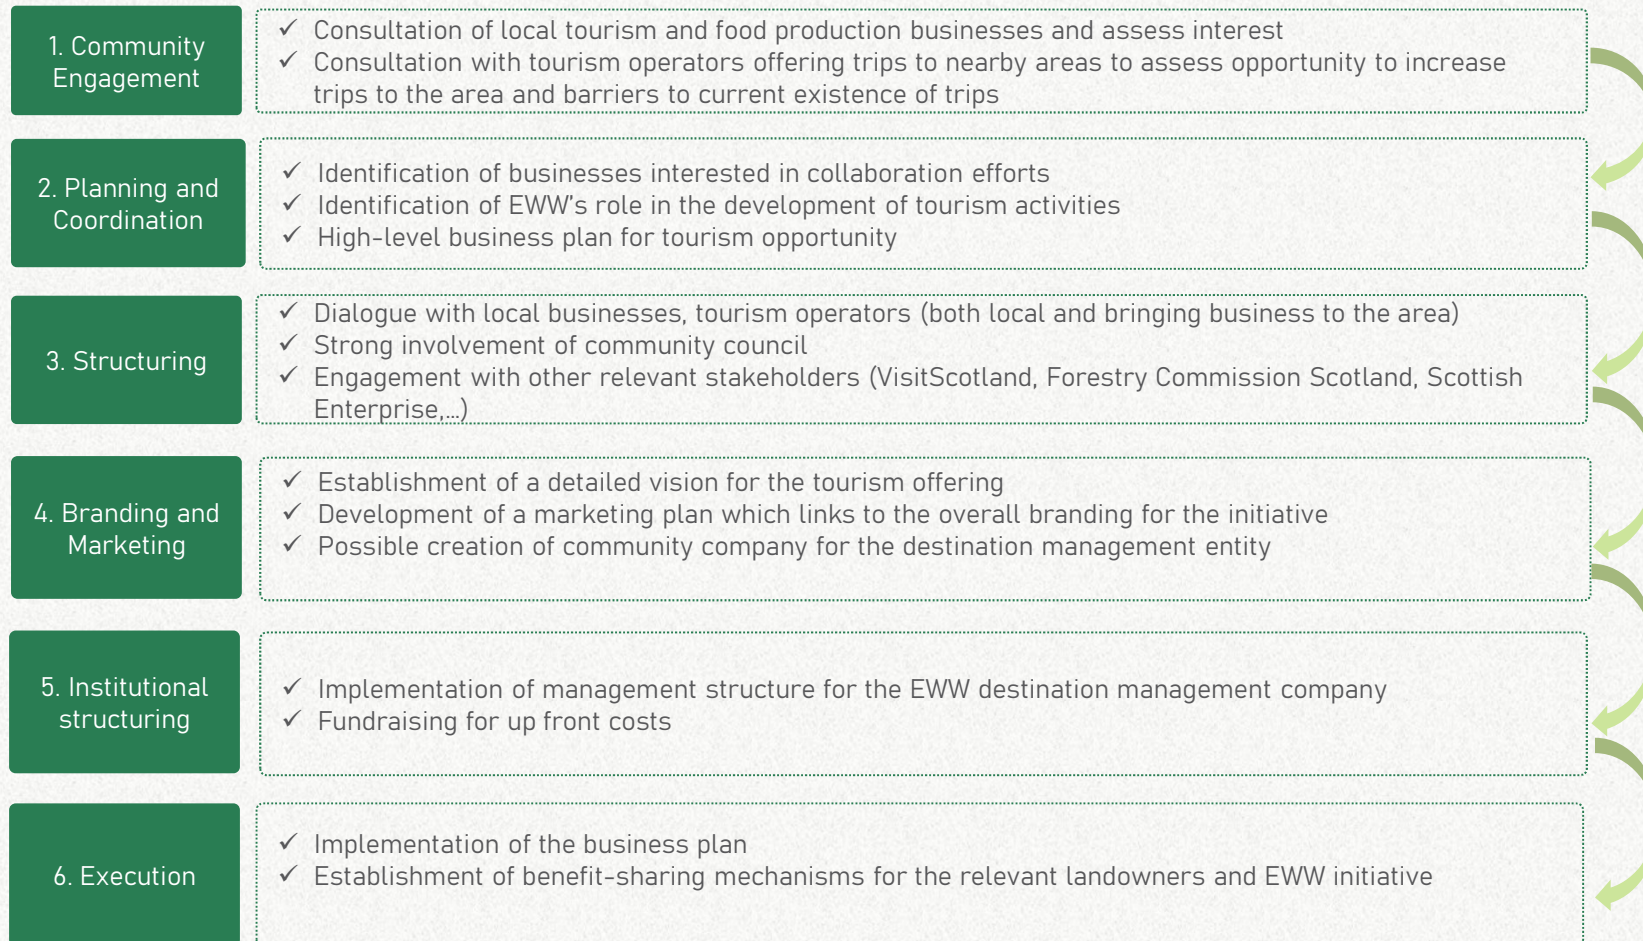 1. Community
Engagement
✓ Consultation of local tourism and food production businesses and assess interest
✓ Consultation with tourism operators offering trips to nearby areas to assess opportunity to increase
trips to the area and barriers to current existence of trips
2. Planning and
Coordination
✓ Identification of businesses interested in collaboration efforts
✓ Identification of EWW's role in the development of tourism activities
✓ High-level business plan for tourism opportunity
3. Structuring
✓ Dialogue with local businesses, tourism operators (both local and bringing business to the area)
✓ Strong involvement of community council
✓ Engagement with other relevant stakeholders (VisitScotland, Forestry Commission Scotland, Scottish
Enterprise,...)
4. Branding and
Marketing
✓ Establishment of a detailed vision for the tourism offering
✓ Development of a marketing plan which links to the overall branding for the initiative
✓ Possible creation of community company for the destination management entity
5. Institutional
structuring
✓ Implementation of management structure for the EWW destination management company
✓ Fundraising for up front costs
6. Execution
✓ Implementation of the business plan
✓ Establishment of benefit-sharing mechanisms for the relevant landowners and EWW initiative